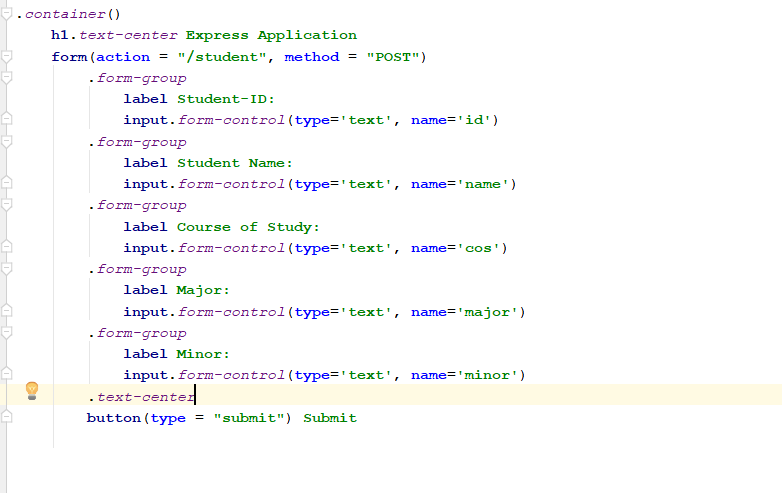 .container()
    h1.text-center Express Application
    form(action = "/student", method = "POST")
        .form-group
            label Student-ID:
            input.form-control(type='text', name='id')
        .form-group
            label Student Name:
            input.form-control(type='text', name='name')
        .form-group
            label Course of Study:
            input.form-control(type='text', name='cos')
        .form-group
            label Major:
            input.form-control(type='text', name='major')
        .form-group
            label Minor:
            input.form-control(type='text', name='minor')
        .text-center
        button(type = "submit") Submit